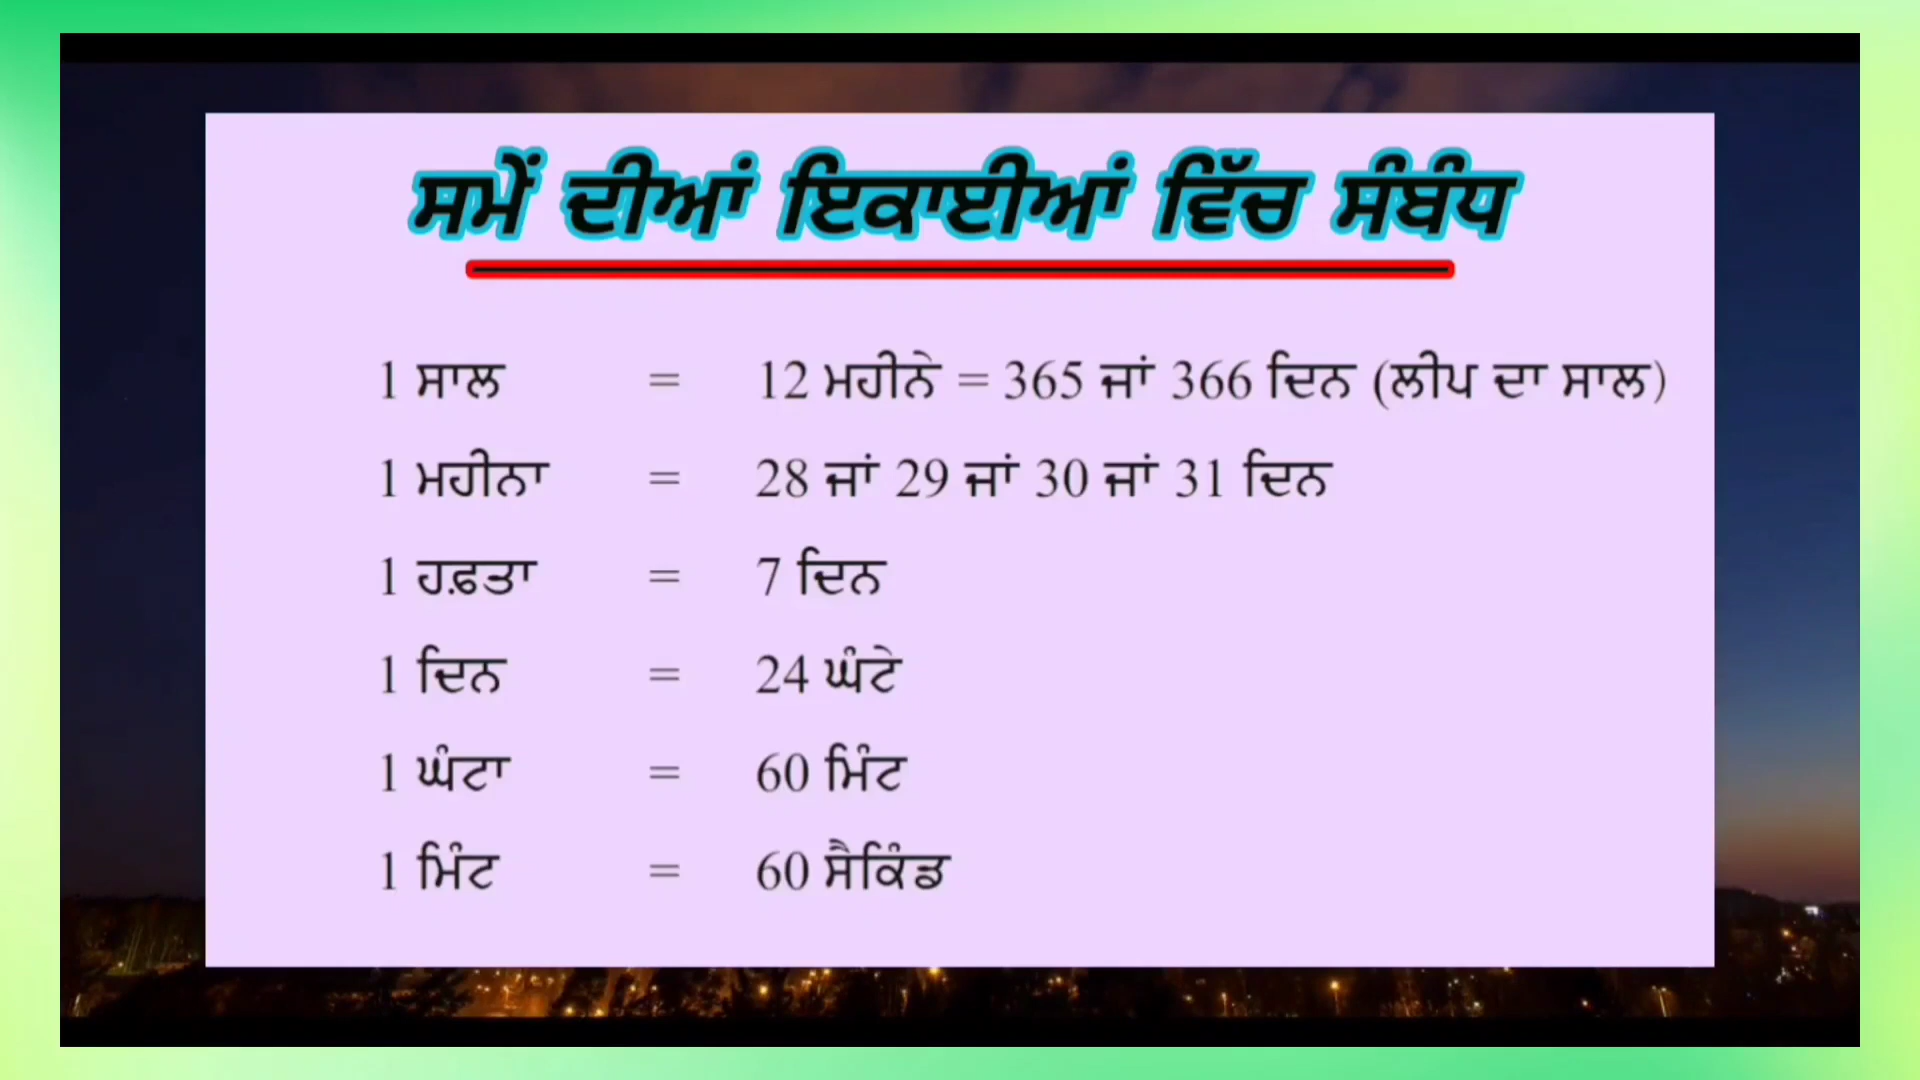 ਸਮੇਂ ਦੀਆਂ ਇਕਾਈਆਂ ਵਿੱਚ ਸੰਬੰਧ
1 ਸਾਲ = 12 ਮਹੀਨੇ = 365 ਜਾਂ 366 ਦਿਨ (ਲੀਪ ਦਾ ਸਾਲ)
1 ਮਹੀਨਾ = 28 ਜਾਂ 29 ਜਾਂ 30 ਜਾਂ 31 ਦਿਨ
1 ਹਫ਼ਤਾ = 7 ਦਿਨ
1 ਦਿਨ = 24 ਘੰਟੇ
1 ਘੰਟਾ = 60 ਮਿੰਟ
1 ਮਿੰਟ = 60 ਸੈਕਿੰਡ